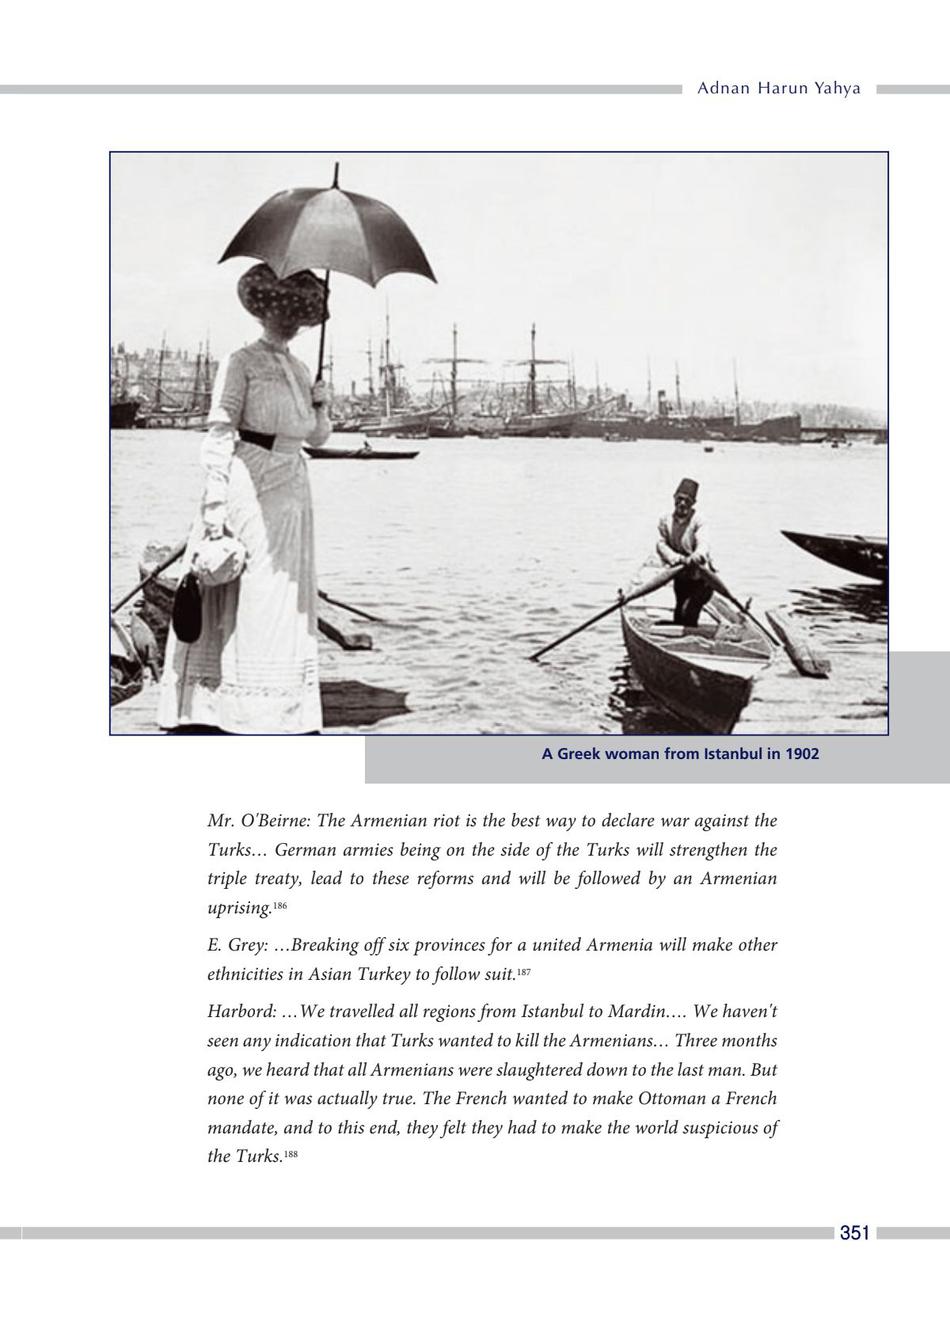 Adnan Harun Yahya
A Greek woman from Istanbul in 1902
Mr. O'Beirne: The Armenian riot is the best way to declare war against the
Turks… German armies being on the side of the Turks will strengthen the
triple treaty, lead to these reforms and will be followed by an Armenian
uprising.186
E. Grey: …Breaking off six provinces for a united Armenia will make other
ethnicities in Asian Turkey to follow suit.187
Harbord: …We travelled all regions from Istanbul to Mardin…. We haven't
seen any indication that Turks wanted to kill the Armenians… Three months
ago, we heard that all Armenians were slaughtered down to the last man. But
none of it was actually true. The French wanted to make Ottoman a French
mandate, and to this end, they felt they had to make the world suspicious of
the Turks.188
351